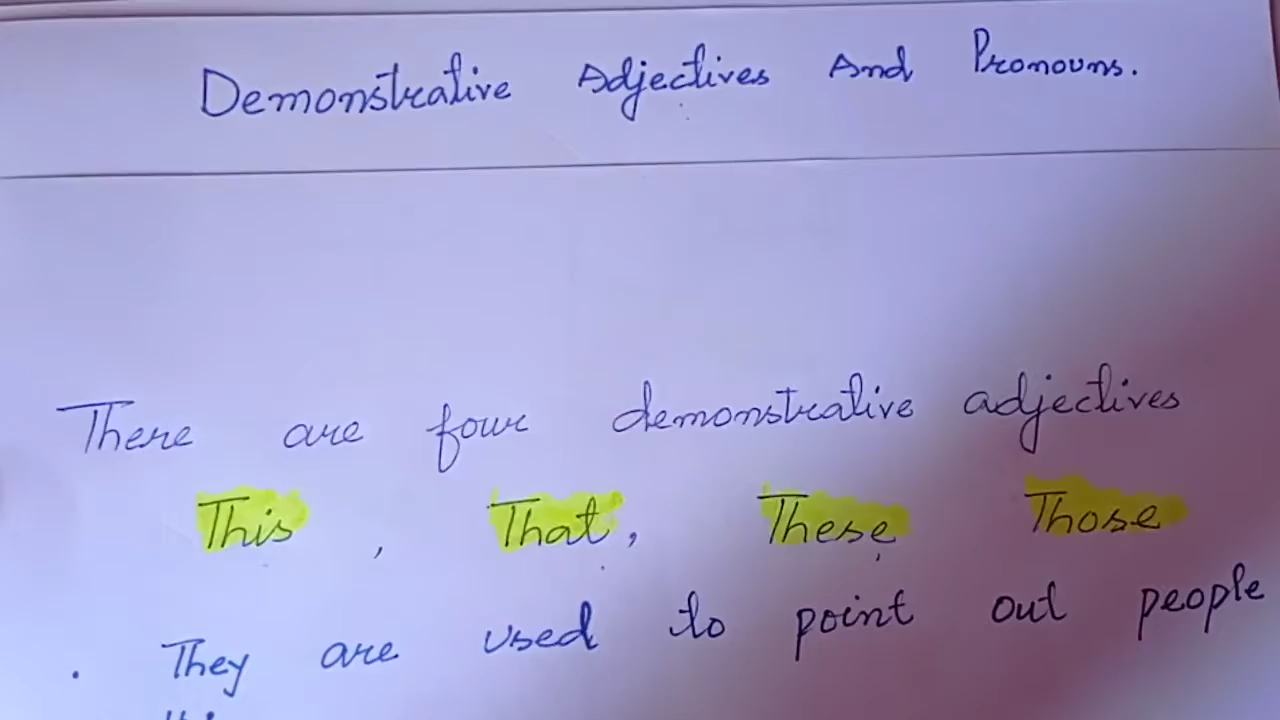 Demonstrative Adjectives And Pronouns.
There are four demonstrative adjectives
This , That, These, Those
. They are used to point out people